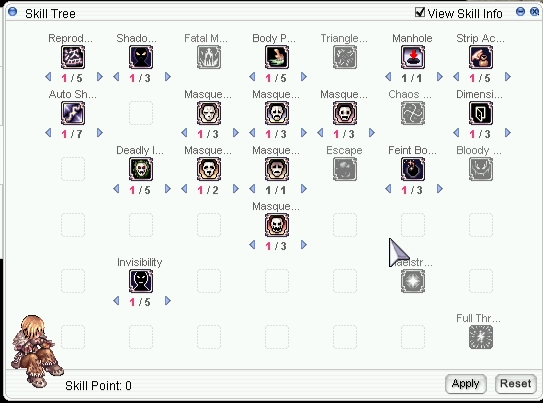 Skill Tree
View Skill Info
Reprod... Shado... Fatal M... Body P... Triangle... Manhole Strip Ac...
1 / 5 1 / 3 1 / 5 1 / 1 1 / 5
Auto Sh... Masque... Masque... Masque... Chaos ... Dimensi...
1 / 7 1 / 3 1 / 3 1 / 3 1 / 3
Deadly I... Masque... Masque... Escape Feint Bo... Bloody ...
1 / 5 1 / 2 1 / 1 1 / 3
Masque...
1 / 3
Invisibility aelstr...
1 / 5
Full Thr...
Skill Point: 0
Apply Reset